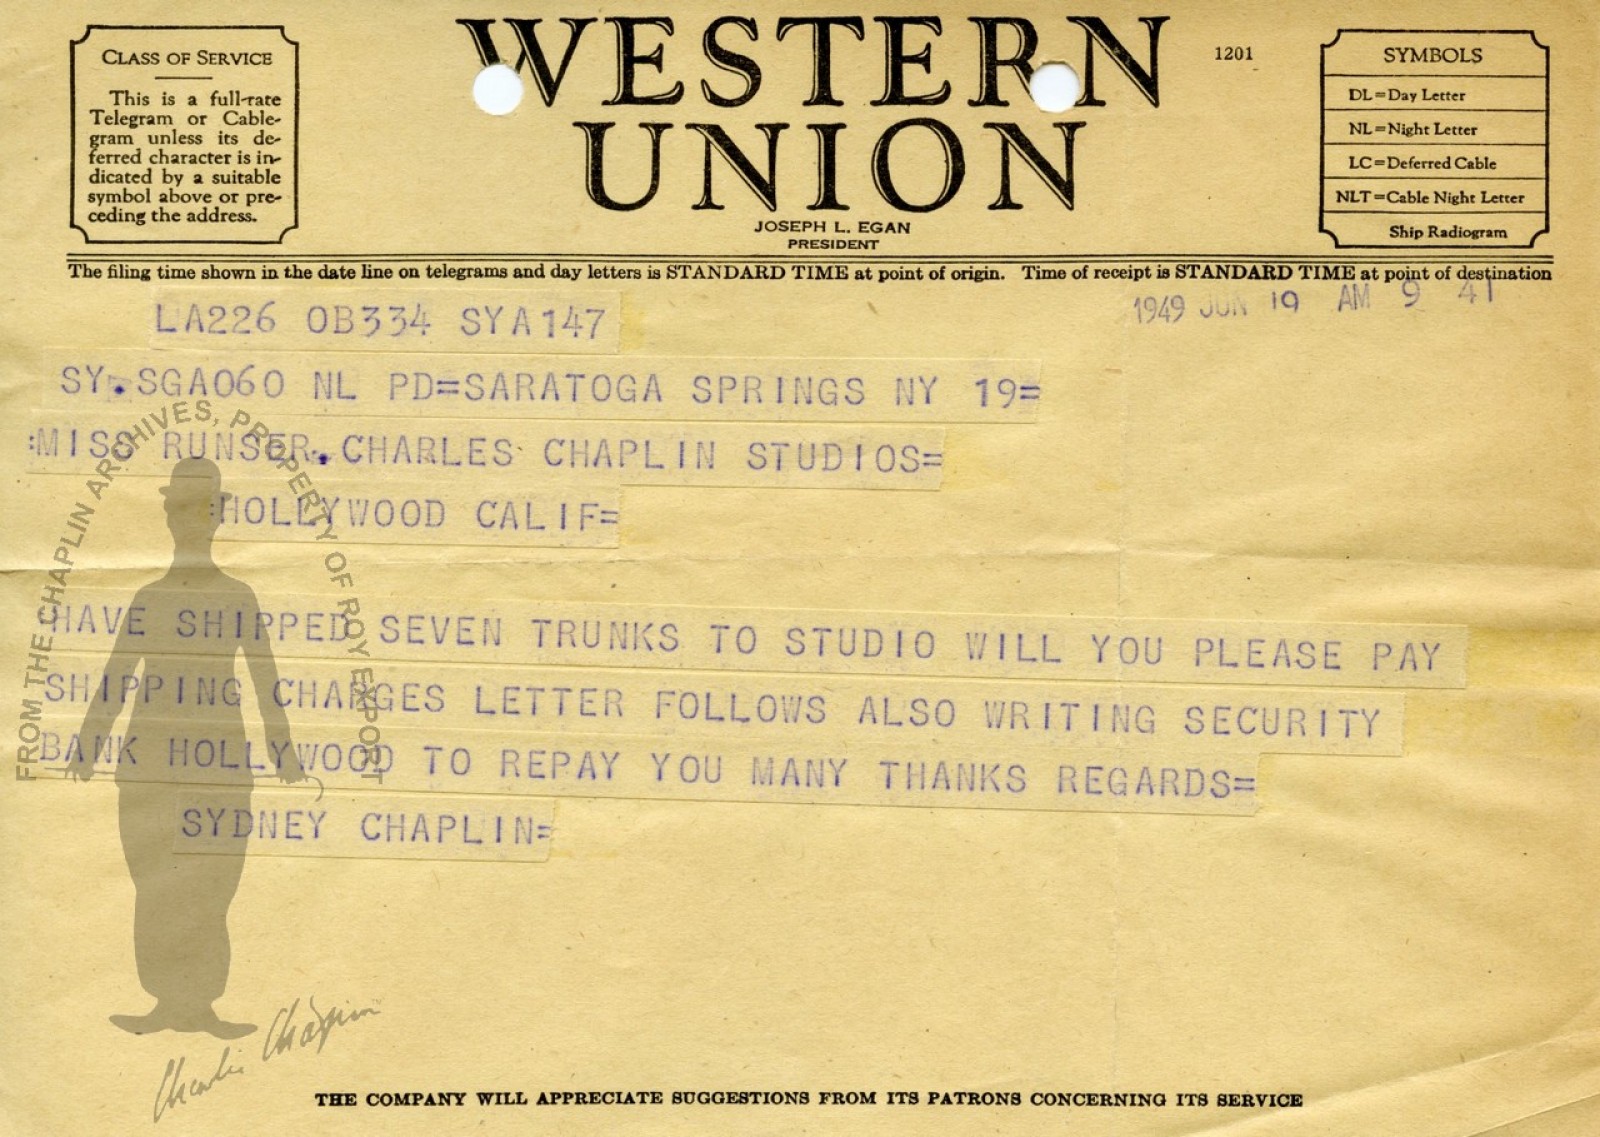 CLASS OF SERVICE
This is a full-rate
Telegram or Cable-
gram unless its de-
ferred character is in-
dicated by a suitable
symbol above or pre-
ceding the address.
WESTERN
UNION
JOSEPH L. EGAN
PRESIDENT
1201
SYMBOLS
DL=Day Letter
NL=Night Letter
LC=Deferred Cable
NLT=Cable Night Letter
Ship Radiogram
The filing time shown in the date line on telegrams and day letters is STANDARD TIME at point of origin. Time of receipt is STANDARD TIME at point of destination
1949 JUN 19 AM 9 41
LA226 OB334 SYA147
SY.SGA060 NL PD=SARATOGA SPRINGS NY 19=
:MISS RUNSER. CHARLES CHAPLIN STUDIOS=
:HOLLYWOOD CALIF=
HAVE SHIPPED SEVEN TRUNKS TO STUDIO WILL YOU PLEASE PAY
SHIPPING CHARGES LETTER FOLLOWS ALSO WRITING SECURITY
BANK HOLLYWOOD TO REPAY YOU MANY THANKS REGARDS=
SYDNEY CHAPLIN=
FROM THE CHAPLIN ARCHIVES, PROPERTY OF ROY EXPORT
Charlie Chaplin
THE COMPANY WILL APPRECIATE SUGGESTIONS FROM ITS PATRONS CONCERNING ITS SERVICE